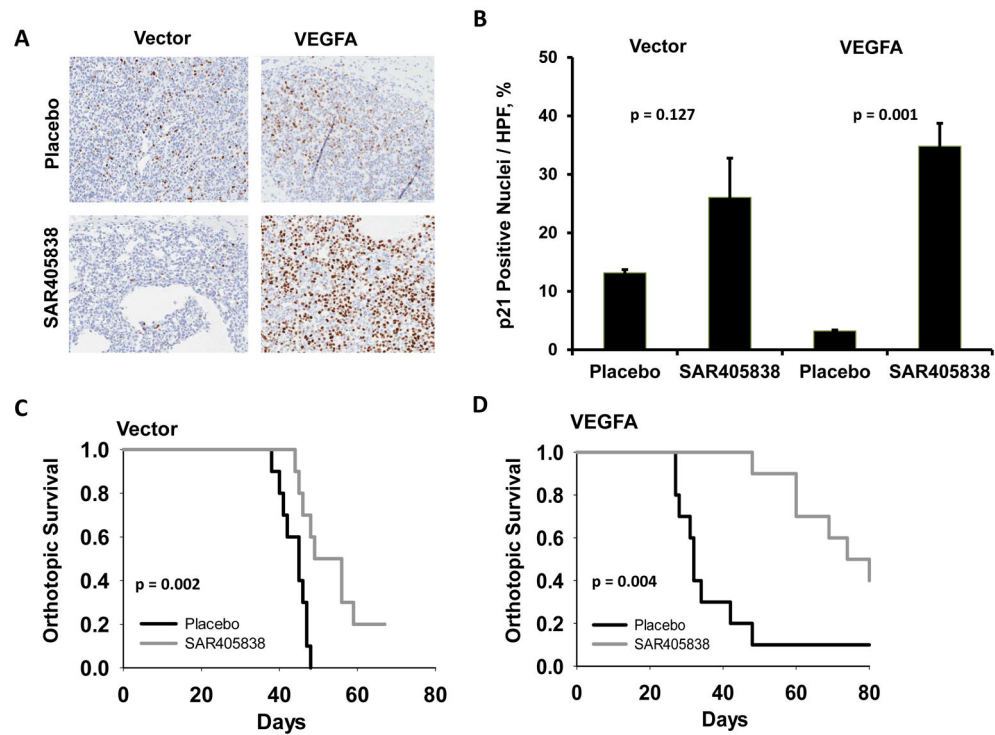 A
Vector
VEGFA
Placebo
SAR405838
B
Vector
VEGFA
p21 Positive Nuclei / HPF, %
50
40
30
20
10
0
p = 0.127
p = 0.001
Placebo
SAR405838
Placebo
SAR405838
C
Vector
Orthotopic Survival
1.0
0.8
0.6
0.4
0.2
0.0
p = 0.002
Placebo
SAR405838
0
20
40
60
80
Days
D
VEGFA
Orthotopic Survival
1.0
0.8
0.6
0.4
0.2
0.0
p = 0.004
Placebo
SAR405838
0
20
40
60
80
Days